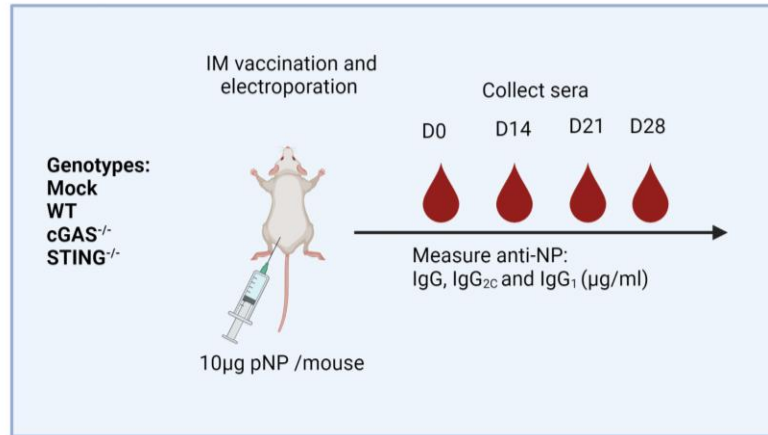 IM vaccination and
electroporation
Collect sera
D0 D14 D21 D28
Genotypes:
Mock
WT
cGAS⁻/⁻
STING⁻/⁻
Measure anti-NP:
IgG, IgG₂c and IgG₁ (µg/ml)
10µg pNP /mouse